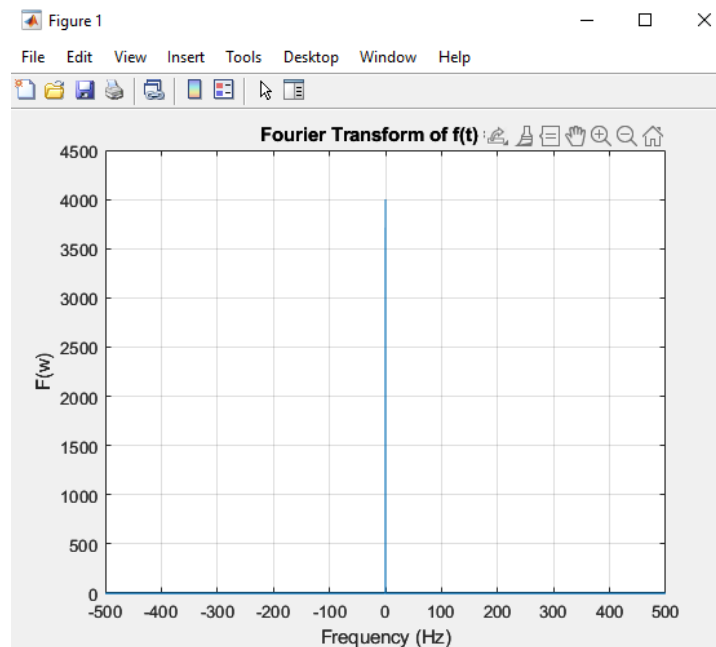 Figure 1
File Edit View Insert Tools Desktop Window Help
Fourier Transform of f(t)
4500
4000
3500
3000
2500
2000
1500
1000
500
0
F(w)
-500 -400 -300 -200 -100 0 100 200 300 400 500
Frequency (Hz)